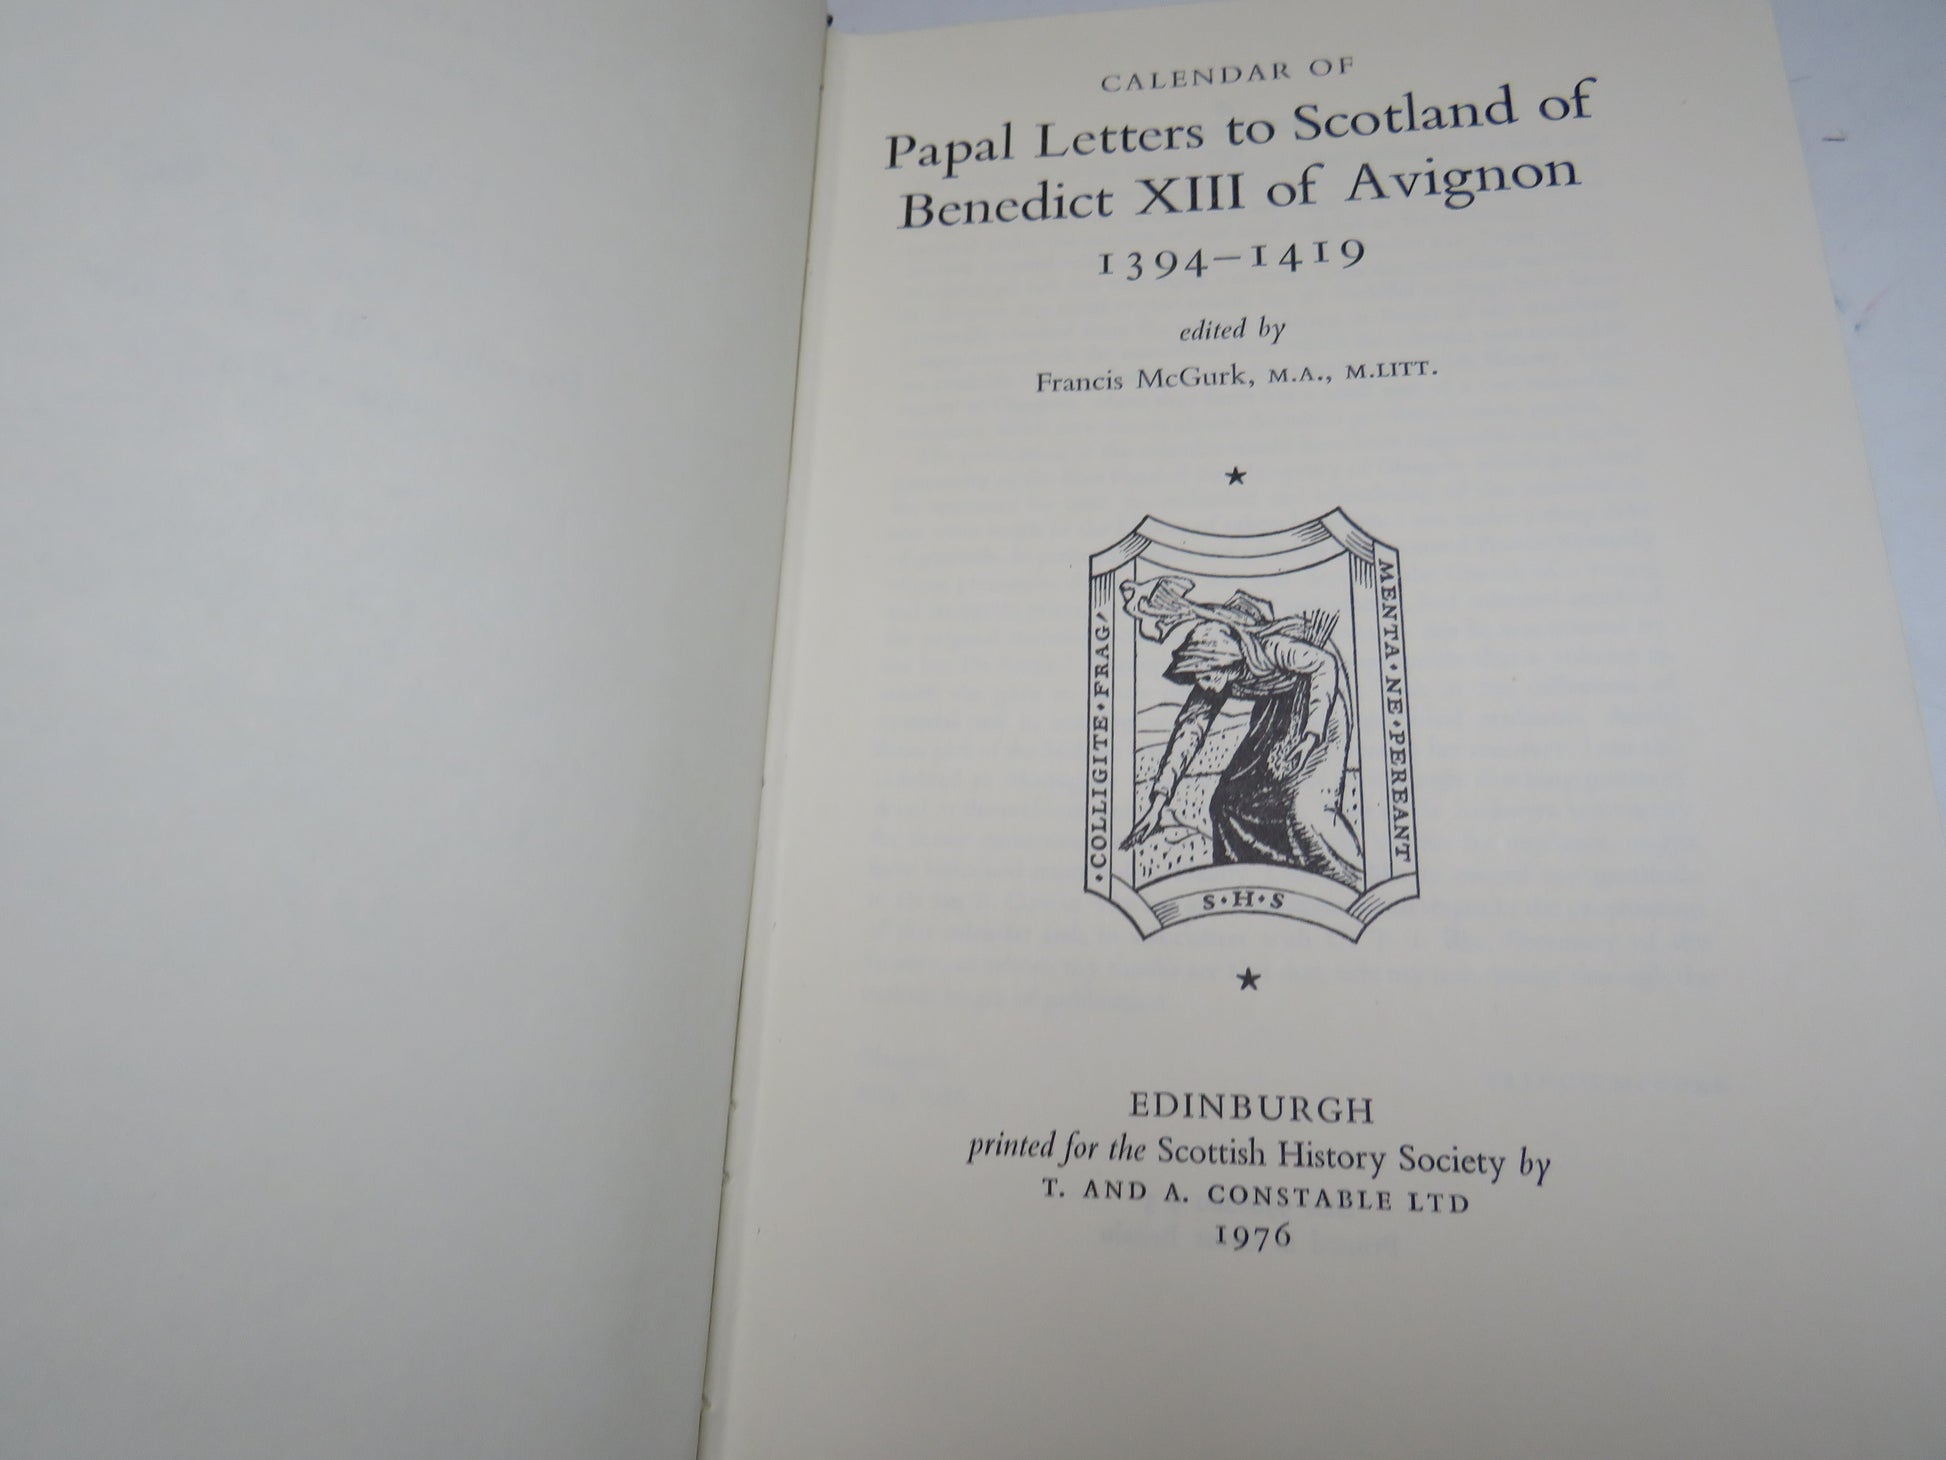 CALENDAR OF
Papal Letters to Scotland of
Benedict XIII of Avignon
1394–1419
edited by
Francis McGurk, M.A., M.LITT.
★
·COLLIGITE·FRAG/
MENTA·NE·PEREANT
S·H·S
★
EDINBURGH
printed for the Scottish History Society by
T. AND A. CONSTABLE LTD
1976